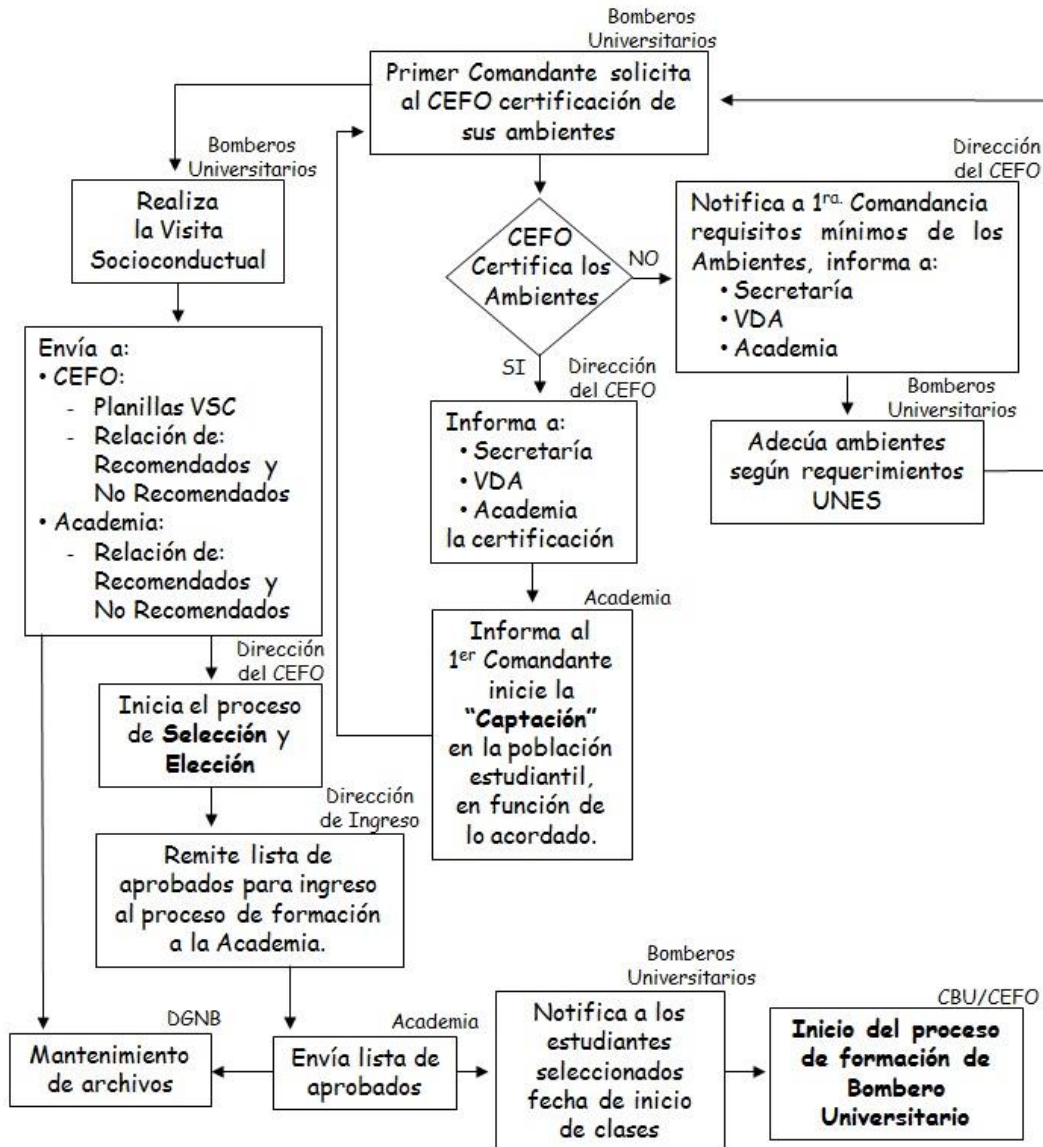 Bomberos
Universitarios
Primer Comandante solicita
al CEFO certificación de
sus ambientes
Bomberos
Universitarios
Realiza
la Visita
Socioconductual
CEFO
Certifica los
Ambientes
NO
SI
Dirección
del CEFO
Notifica a 1ra. Comandancia
requisitos mínimos de los
Ambientes, informa a:
• Secretaría
• VDA
• Academia
Bomberos
Universitarios
Adecúa ambientes
según requerimientos
UNES
Envía a:
• CEFO:
- Planillas VSC
- Relación de:
Recomendados y
No Recomendados
• Academia:
- Relación de:
Recomendados y
No Recomendados
Dirección
del CEFO
Informa a:
• Secretaría
• VDA
• Academia
la certificación
Academia
Informa al
1er Comandante
inicie la
“Captación”
en la población
estudiantil,
en función de
lo acordado.
Dirección
del CEFO
Inicia el proceso
de Selección y
Elección
Dirección
de Ingreso
Remite lista de
aprobados para ingreso
al proceso de formación
a la Academia.
DGNB
Mantenimiento
de archivos
Academia
Envía lista de
aprobados
Bomberos
Universitarios
Notifica a los
estudiantes
seleccionados
fecha de inicio
de clases
CBU/CEFO
Inicio del proceso
de formación de
Bombero
Universitario